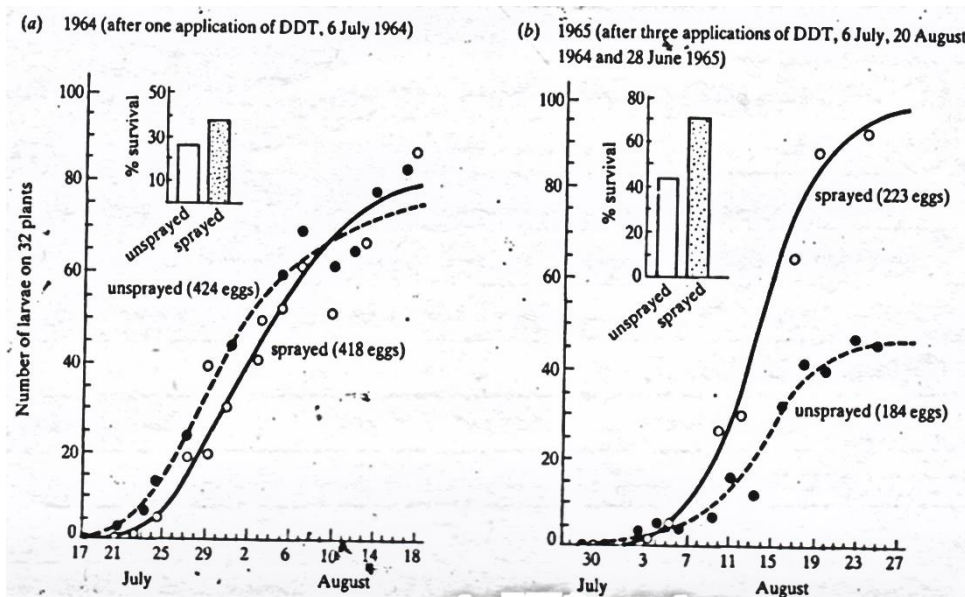 (a) 1964 (after one application of DDT, 6 July 1964)
50
30
10
% survival
unsprayed
sprayed
100
80
60
40
20
0
Number of larvae on 32 plants
unsprayed (424 eggs)
sprayed (418 eggs)
17 21 25 29 2 6 10 14 18
July August
(b) 1965 (after three applications of DDT, 6 July, 20 August
1964 and 28 June 1965)
80
60
40
20
0
% survival
unsprayed
sprayed
100
80
60
40
20
0
sprayed (223 eggs)
unsprayed (184 eggs)
30 3 7 11 15 19 23 27
July August